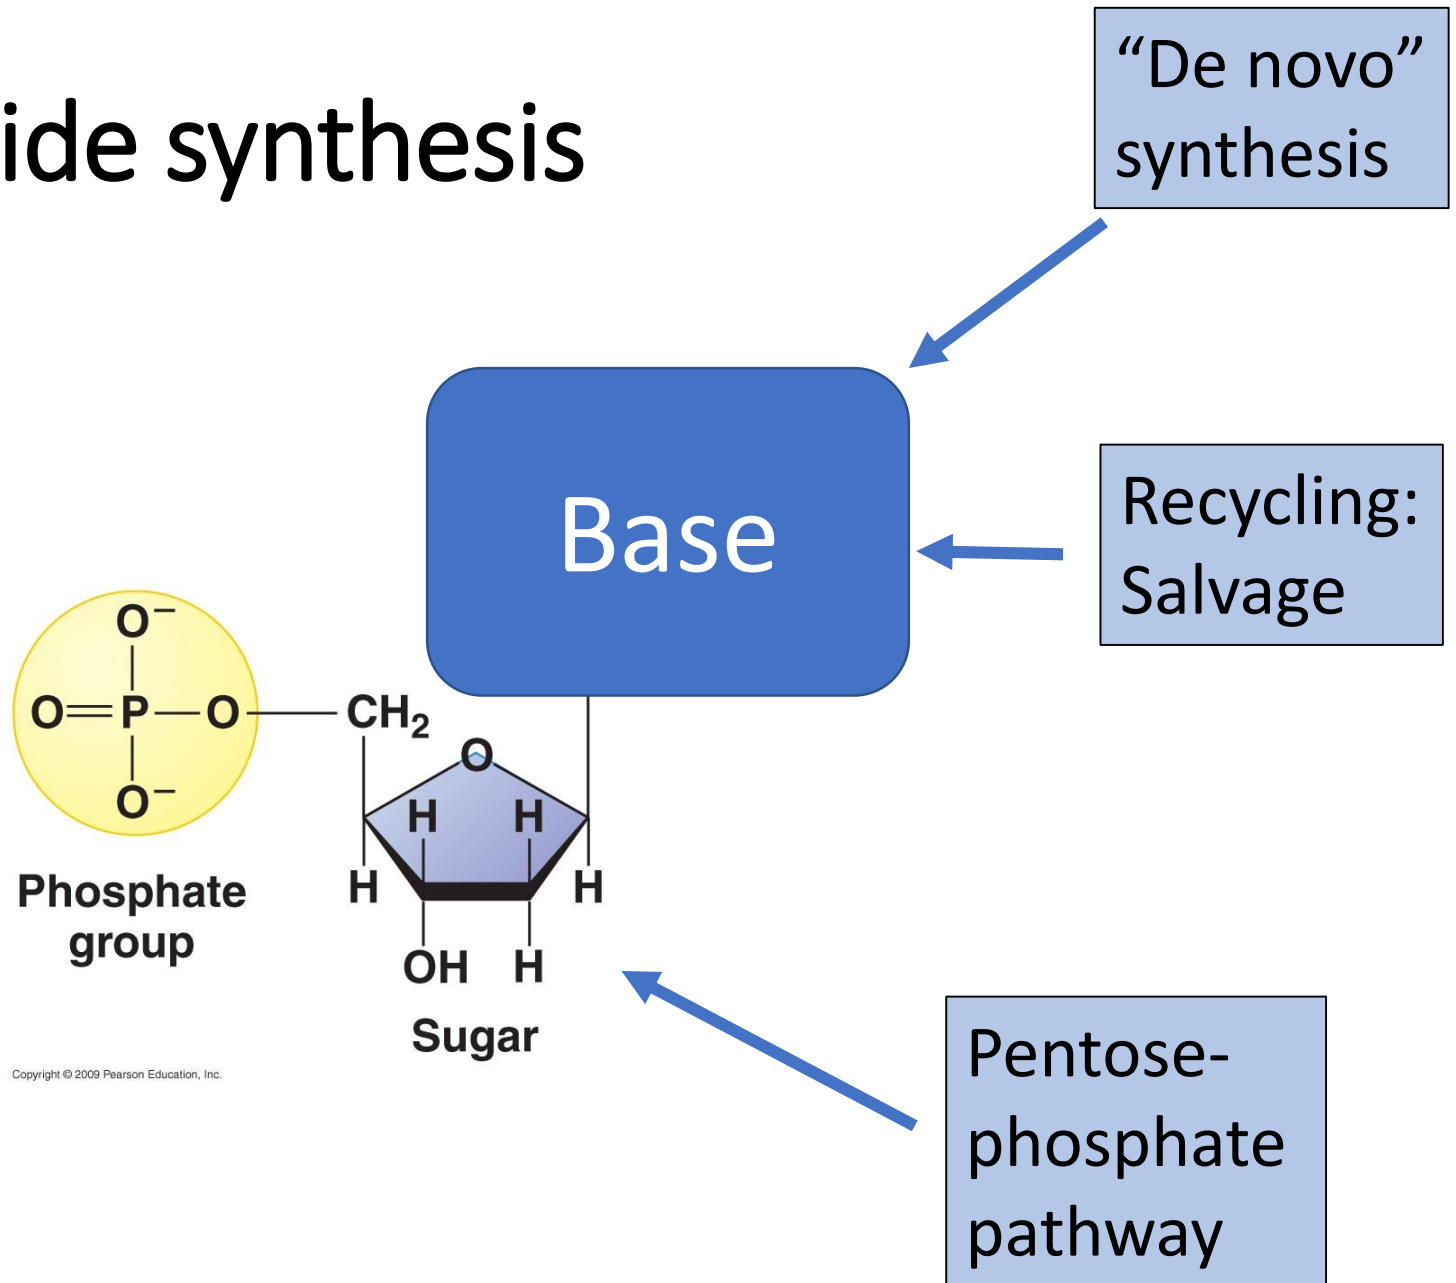 ide synthesis
“De novo”
synthesis
Base
Recycling:
Salvage
O−
O=P—O—CH₂
O−
O
H H
H H
OH H
Phosphate
group
Sugar
Copyright © 2009 Pearson Education, Inc.
Pentose-
phosphate
pathway